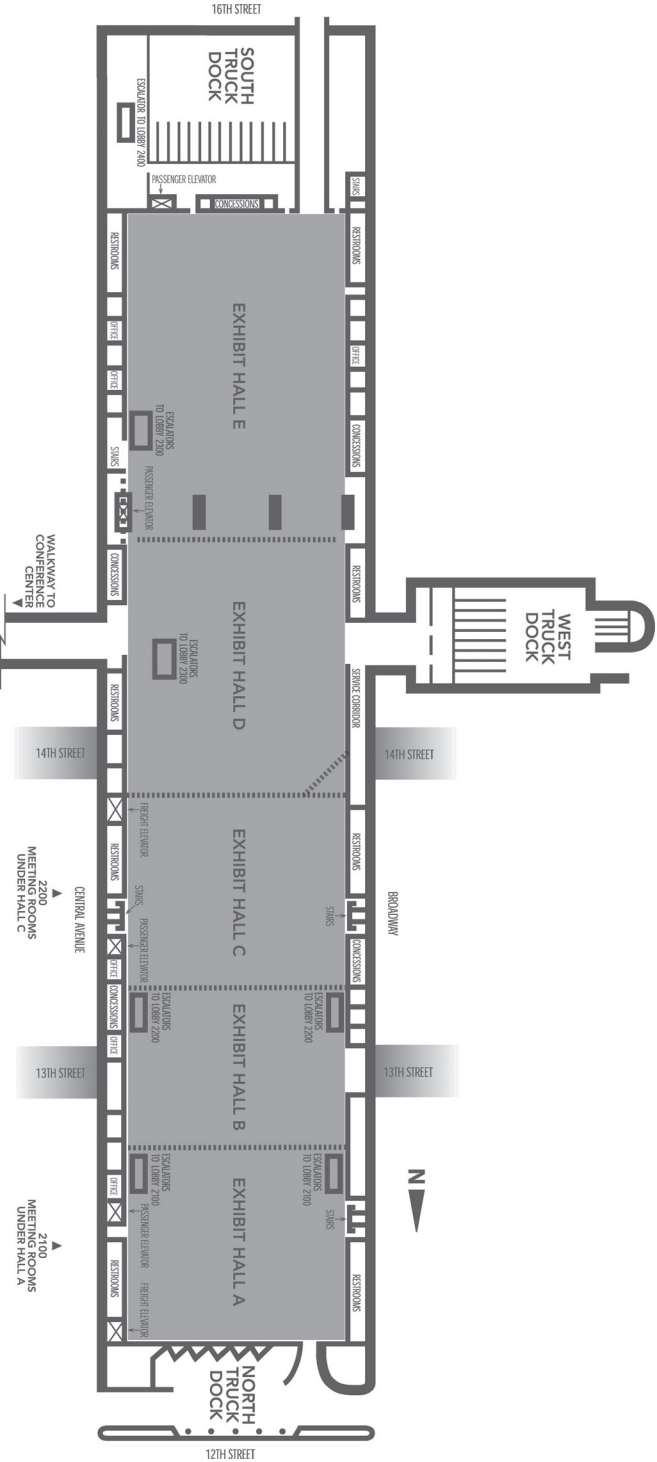 16TH STREET
SOUTH
TRUCK
DOCK
ESCALATOR TO LOBBY 2400
PASSENGER ELEVATOR
CONCESSIONS
STAIRS
RESTROOMS
RESTROOMS
OFFICE
OFFICE
OFFICE
EXHIBIT HALL E
CONCESSIONS
ESCALATORS
TO LOBBY 2300
STAIRS
PASSENGER ELEVATOR
CONCESSIONS
RESTROOMS
WALKWAY TO
CONFERENCE
CENTER
WEST
TRUCK
DOCK
EXHIBIT HALL D
ESCALATORS
TO LOBBY 2300
RESTROOMS
SERVICE CORRIDOR
14TH STREET
14TH STREET
FREIGHT ELEVATOR
RESTROOMS
RESTROOMS
EXHIBIT HALL C
2200
MEETING ROOMS
UNDER HALL C
CENTRAL AVENUE
STAIRS
STAIRS
BROADWAY
PASSENGER ELEVATOR
OFFICE
CONCESSIONS
CONCESSIONS
ESCALATORS
TO LOBBY 2200
ESCALATORS
TO LOBBY 2200
OFFICE
EXHIBIT HALL B
13TH STREET
13TH STREET
ESCALATORS
TO LOBBY 2100
ESCALATORS
TO LOBBY 2100
OFFICE
N
EXHIBIT HALL A
STAIRS
PASSENGER ELEVATOR
2100
MEETING ROOMS
UNDER HALL A
RESTROOMS
RESTROOMS
FREIGHT ELEVATOR
NORTH
TRUCK
DOCK
12TH STREET